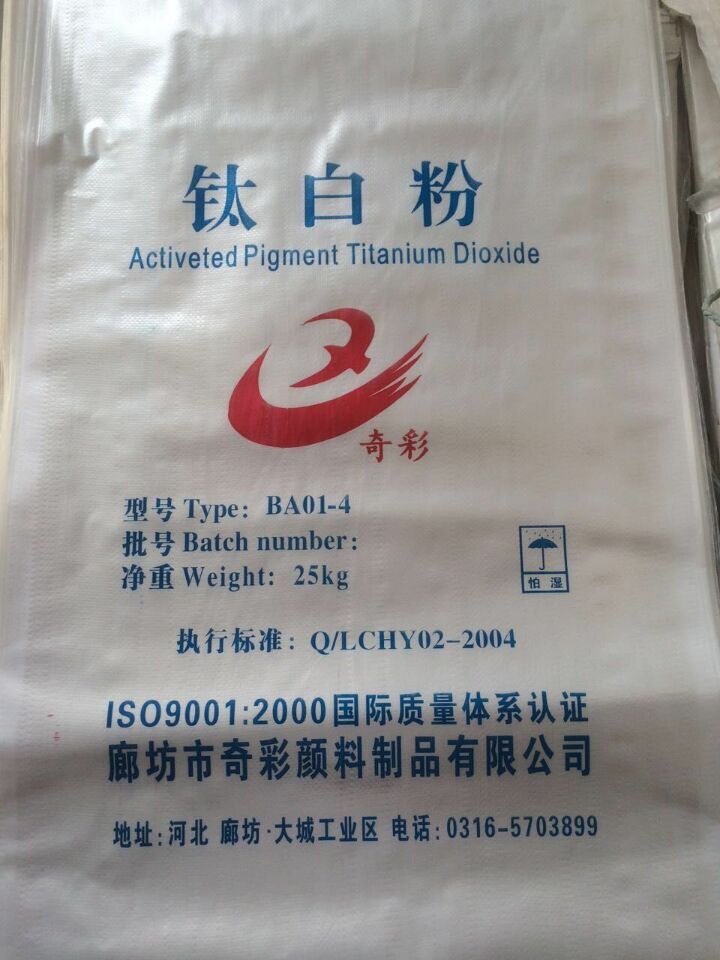 钛白粉
Activeted Pigment Titanium Dioxide
奇彩
型号 Type: BA01-4
批号 Batch number:
净重 Weight: 25kg
怕湿
执行标准: Q/LCHY02-2004
ISO9001:2000国际质量体系认证
廊坊市奇彩颜料制品有限公司
地址:河北 廊坊·大城工业区 电话:0316-5703899